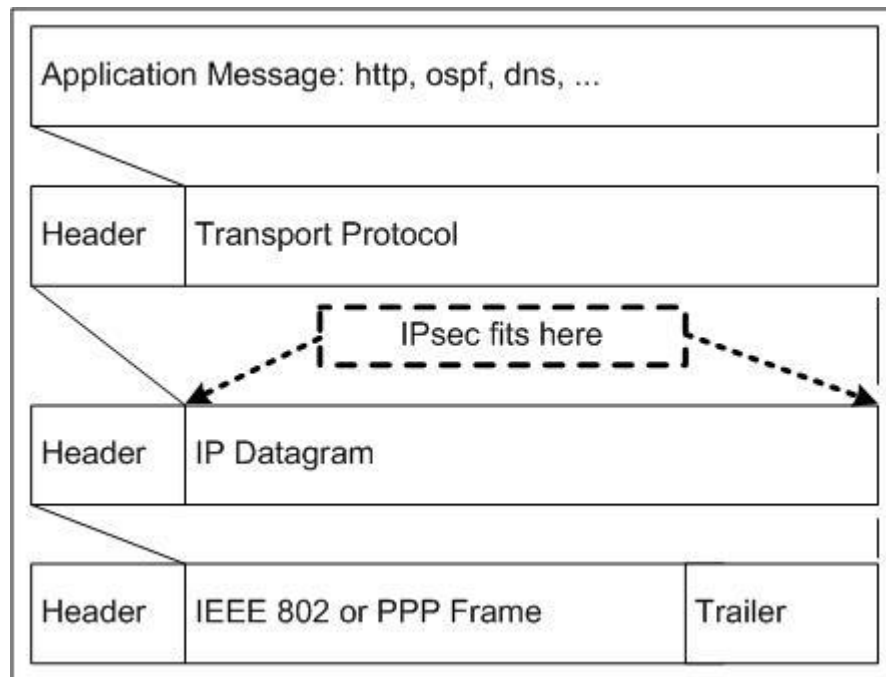 Application Message: http, ospf, dns, ...
Header
Transport Protocol
IPsec fits here
Header
IP Datagram
Header
IEEE 802 or PPP Frame
Trailer